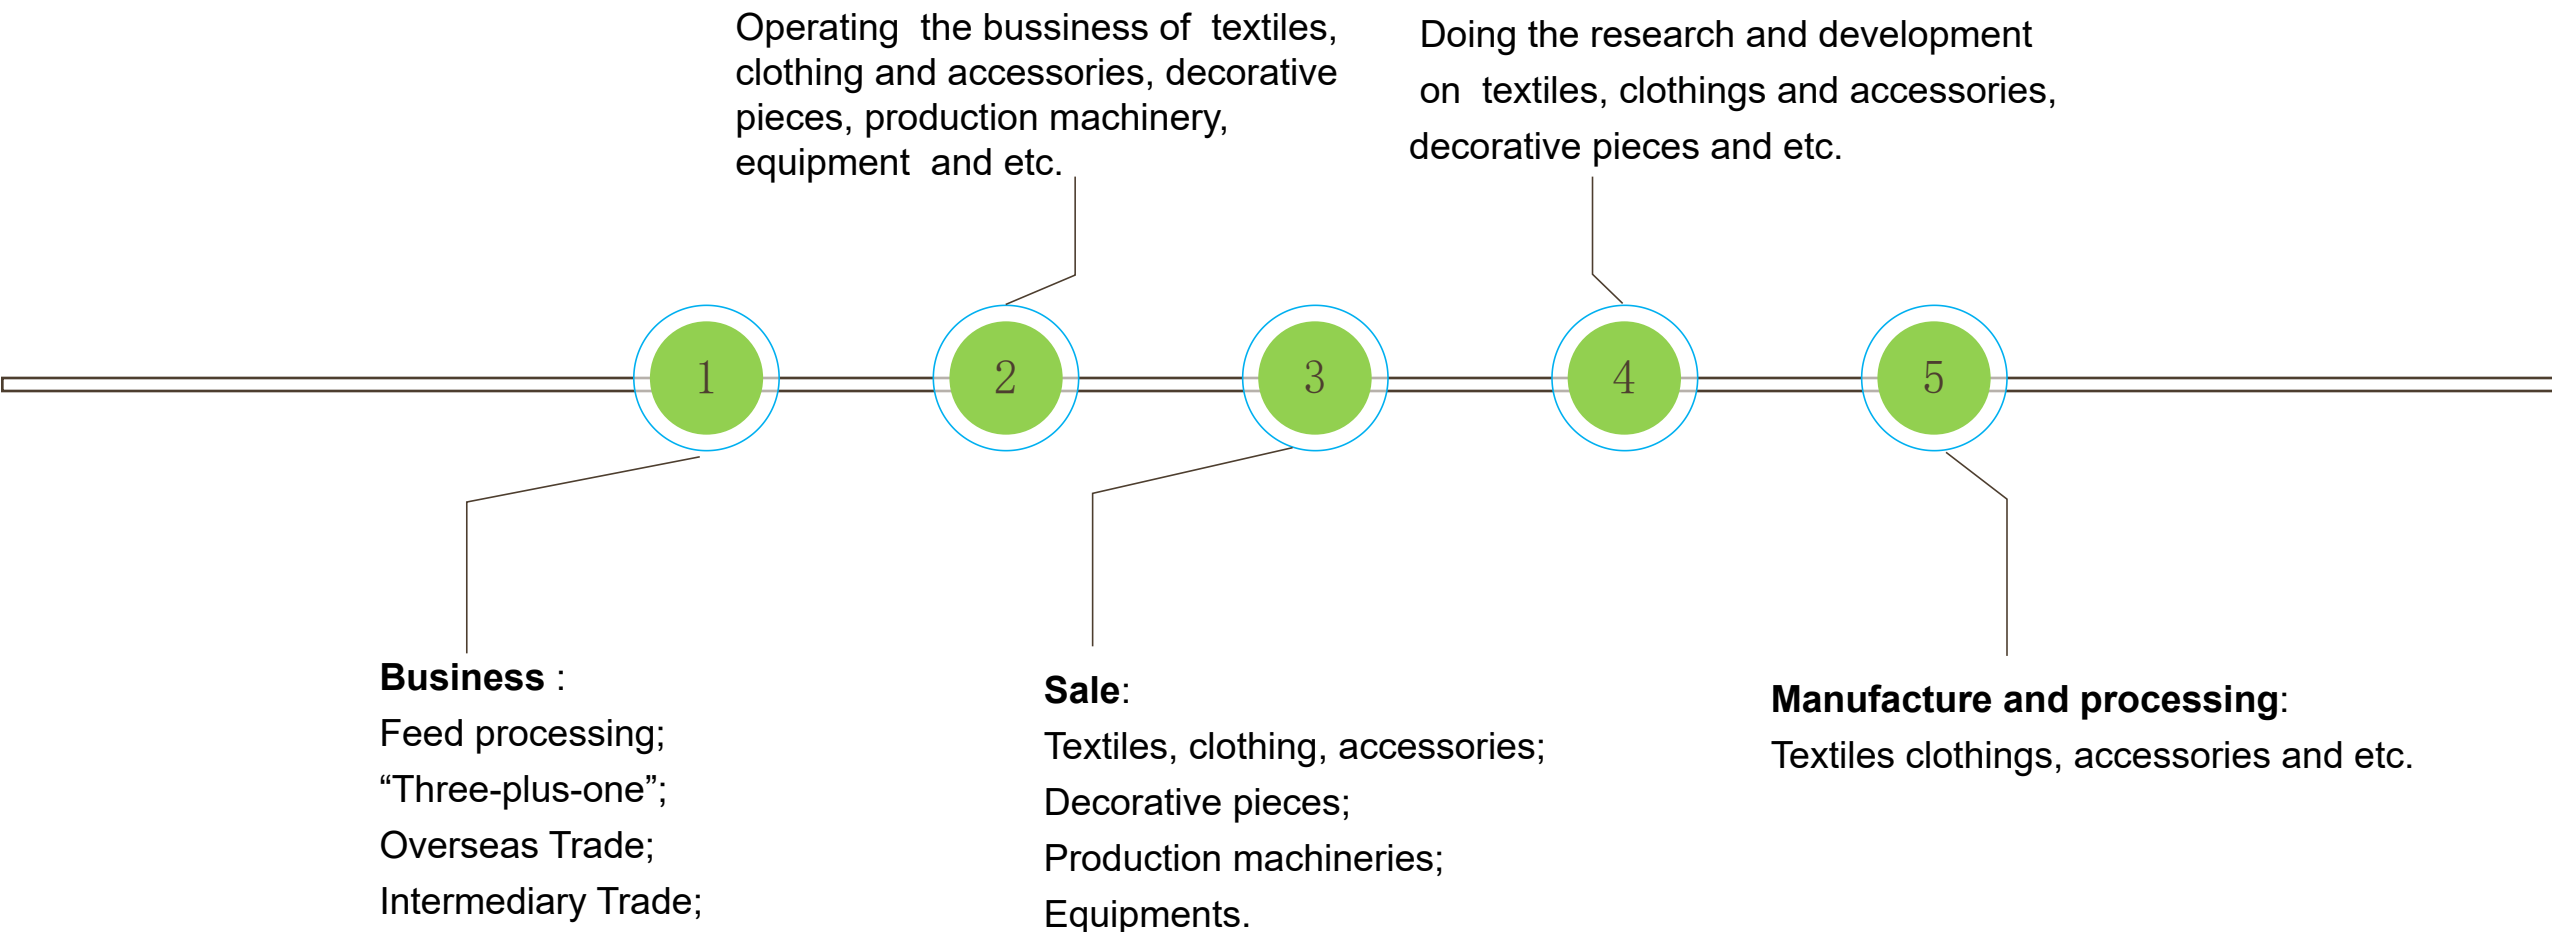 Operating the bussiness of textiles,
clothing and accessories, decorative
pieces, production machinery,
equipment and etc.
Doing the research and development
on textiles, clothings and accessories,
decorative pieces and etc.
1
2
3
4
5
Business :
Feed processing;
“Three-plus-one”;
Overseas Trade;
Intermediary Trade;
Sale:
Textiles, clothing, accessories;
Decorative pieces;
Production machineries;
Equipments.
Manufacture and processing:
Textiles clothings, accessories and etc.